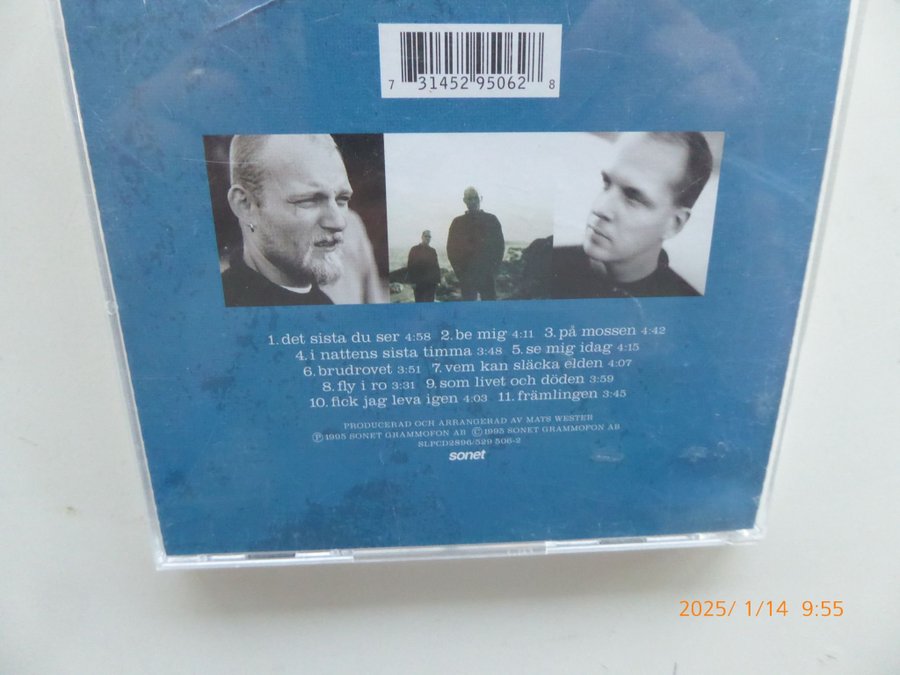 7 31452 95062 8
1. det sista du ser 4:58 2. be mig 4:11 3. på mossen 4:42
4. i nattens sista timma 3:48 5. se mig idag 4:15
6. brudrovet 3:51 7. vem kan släcka elden 4:07
8. fly i ro 3:31 9. som livet och döden 3:59
10. fick jag leva igen 4:03 11. främlingen 3:45
PRODUCERAD OCH ARRANGERAD AV MATS WESTER
Ⓟ1995 SONET GRAMMOFON AB ©1995 SONET GRAMMOFON AB
SLPCD2896/529 506-2
sonet
2025/ 1/14 9:55